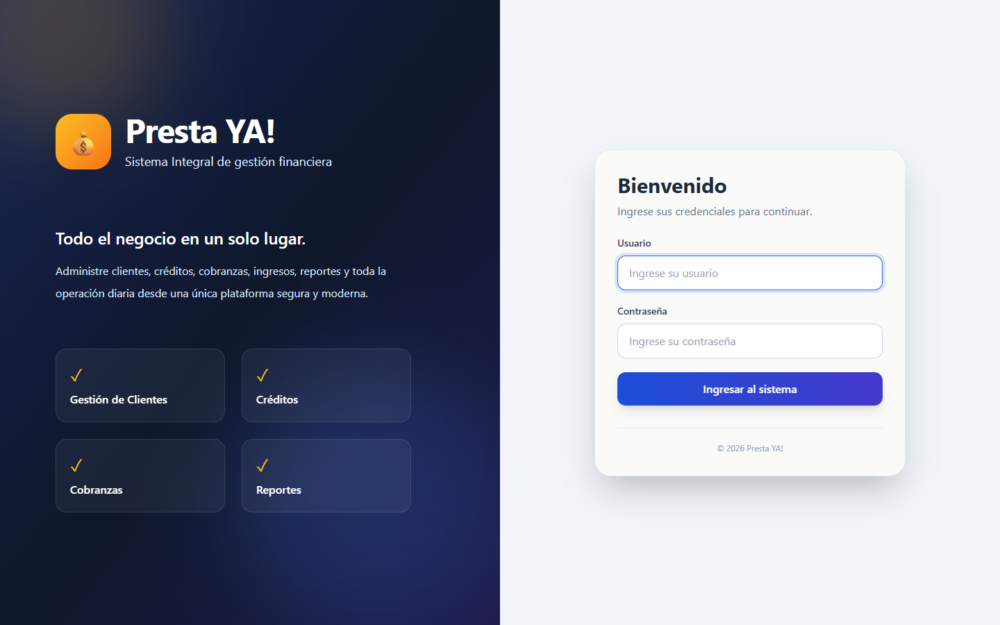 Presta YA!
Sistema Integral de gestión financiera
Todo el negocio en un solo lugar.
Administre clientes, créditos, cobranzas, ingresos, reportes y toda la
operación diaria desde una única plataforma segura y moderna.
✓
Gestión de Clientes
✓
Créditos
✓
Cobranzas
✓
Reportes
Bienvenido
Ingrese sus credenciales para continuar.
Usuario
Ingrese su usuario
Contraseña
Ingrese su contraseña
Ingresar al sistema
© 2026 Presta YA!